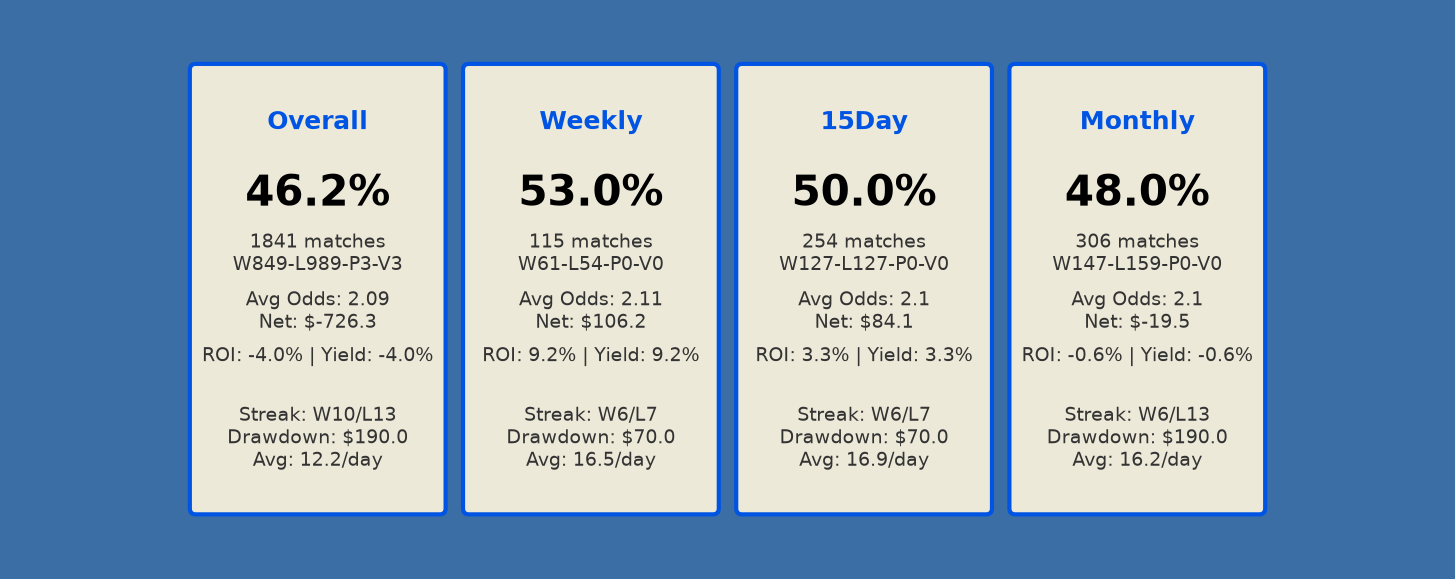 Overall
46.2%
1841 matches
W849-L989-P3-V3
Avg Odds: 2.09
Net: $-726.3
ROI: -4.0% | Yield: -4.0%
Streak: W10/L13
Drawdown: $190.0
Avg: 12.2/day
Weekly
53.0%
115 matches
W61-L54-P0-V0
Avg Odds: 2.11
Net: $106.2
ROI: 9.2% | Yield: 9.2%
Streak: W6/L7
Drawdown: $70.0
Avg: 16.5/day
15Day
50.0%
254 matches
W127-L127-P0-V0
Avg Odds: 2.1
Net: $84.1
ROI: 3.3% | Yield: 3.3%
Streak: W6/L7
Drawdown: $70.0
Avg: 16.9/day
Monthly
48.0%
306 matches
W147-L159-P0-V0
Avg Odds: 2.1
Net: $-19.5
ROI: -0.6% | Yield: -0.6%
Streak: W6/L13
Drawdown: $190.0
Avg: 16.2/day